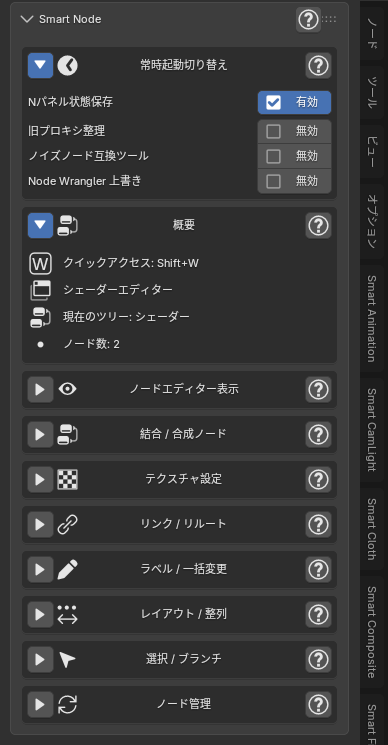 Smart Node
常時起動切り替え
Nパネル状態保存 有効
旧プロキシ整理 無効
ノイズノード互換ツール 無効
Node Wrangler 上書き 無効
概要
クイックアクセス: Shift+W
シェーダーエディター
現在のツリー: シェーダー
ノード数: 2
ノードエディター表示
結合 / 合成ノード
テクスチャ設定
リンク / リルート
ラベル / 一括変更
レイアウト / 整列
選択 / ブランチ
ノード管理
ノード
ツール
ビュー
オプション
Smart Animation
Smart CamLight
Smart Cloth
Smart Composite
Smart F